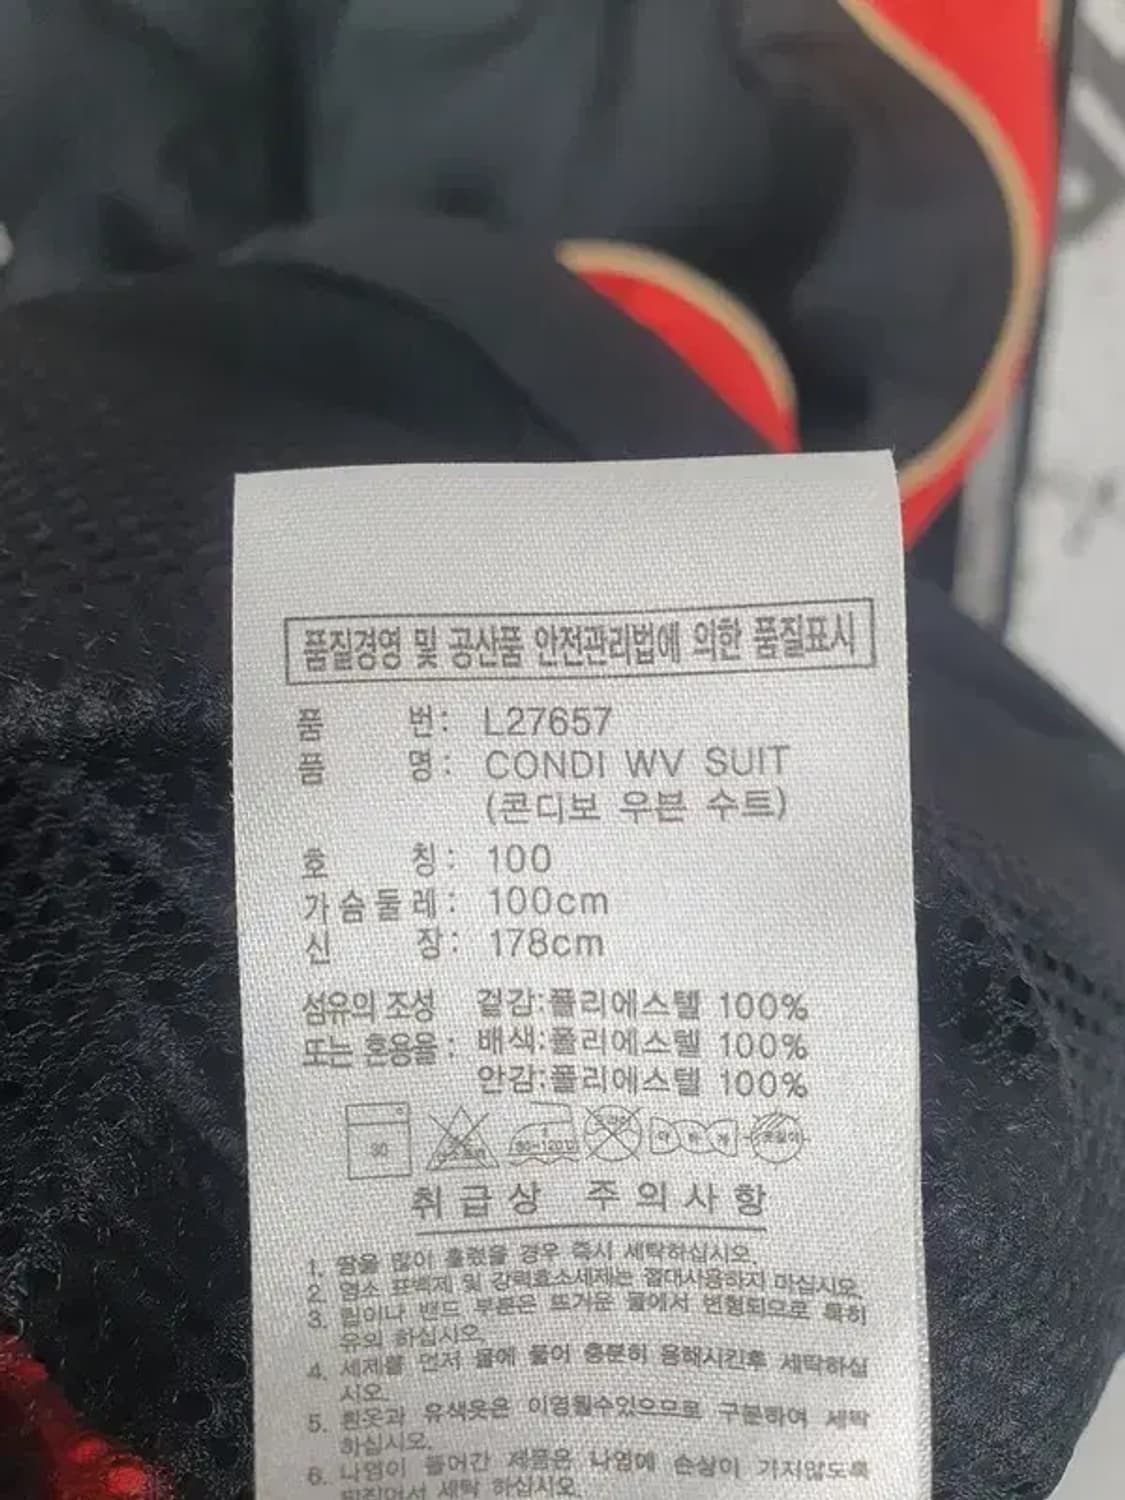 품질경영 및 공산품 안전관리법에 의한 품질표시
품 번: L27657
품 명: CONDI WV SUIT
(콘디보 우븐 수트)
호 칭: 100
가슴둘레: 100cm
신 장: 178cm
섬유의 조성 겉감:폴리에스텔 100%
또는 혼용율: 배색:폴리에스텔 100%
안감:폴리에스텔 100%
취급상 주의사항
1. 땀을 많이 흘렸을 경우 즉시 세탁하십시오.
2. 염소 표백제 및 강력효소세제는 절대사용하지 마십시오.
3. 립이나 밴드 부분은 뜨거운 물에서 변형되므로 특히
유의 하십시오.
4. 세제를 먼저 물에 풀어 충분히 용해시킨후 세탁하십
시오.
5. 흰옷과 유색옷은 이염될수있으므로 구분하여 세탁
하십시오.
6. 나염이 들어간 제품은 나염에 손상이 가지않도록
뒤집어서 세탁 하십시오.